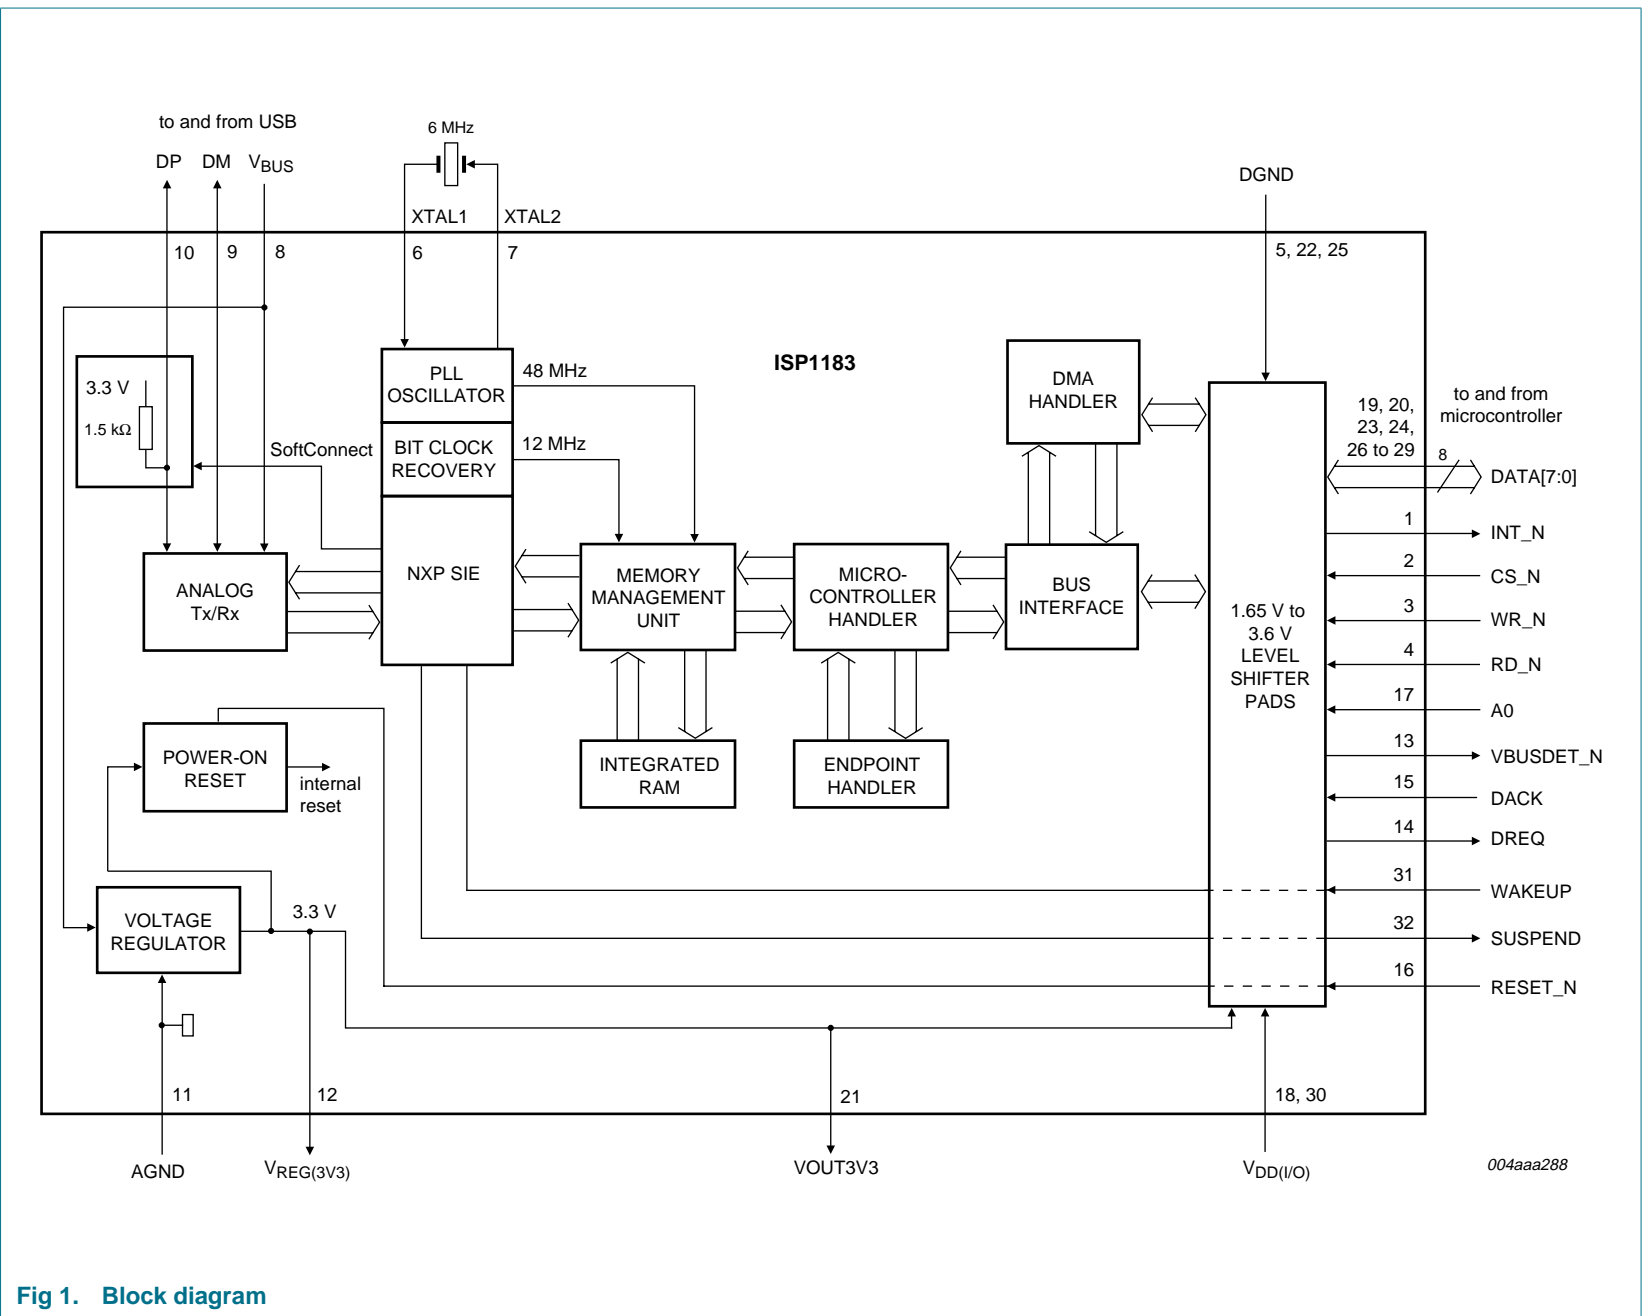 to and from USB
DP DM VBUS
6 MHz
XTAL1 XTAL2
DGND
10 9 8 6 7 5, 22, 25
ISP1183
3.3 V
1.5 kΩ
SoftConnect
PLL
OSCILLATOR
48 MHz
BIT CLOCK
RECOVERY
12 MHz
NXP SIE
ANALOG
Tx/Rx
MEMORY
MANAGEMENT
UNIT
MICRO-
CONTROLLER
HANDLER
DMA
HANDLER
BUS
INTERFACE
1.65 V to
3.6 V
LEVEL
SHIFTER
PADS
to and from
microcontroller
19, 20,
23, 24,
26 to 29
8
DATA[7:0]
1 INT_N
2 CS_N
3 WR_N
4 RD_N
17 A0
13 VBUSDET_N
15 DACK
14 DREQ
31 WAKEUP
32 SUSPEND
16 RESET_N
POWER-ON
RESET
internal
reset
INTEGRATED
RAM
ENDPOINT
HANDLER
VOLTAGE
REGULATOR
3.3 V
11 12 21 18, 30
AGND VREG(3V3) VOUT3V3 VDD(I/O)
004aaa288
Fig 1. Block diagram